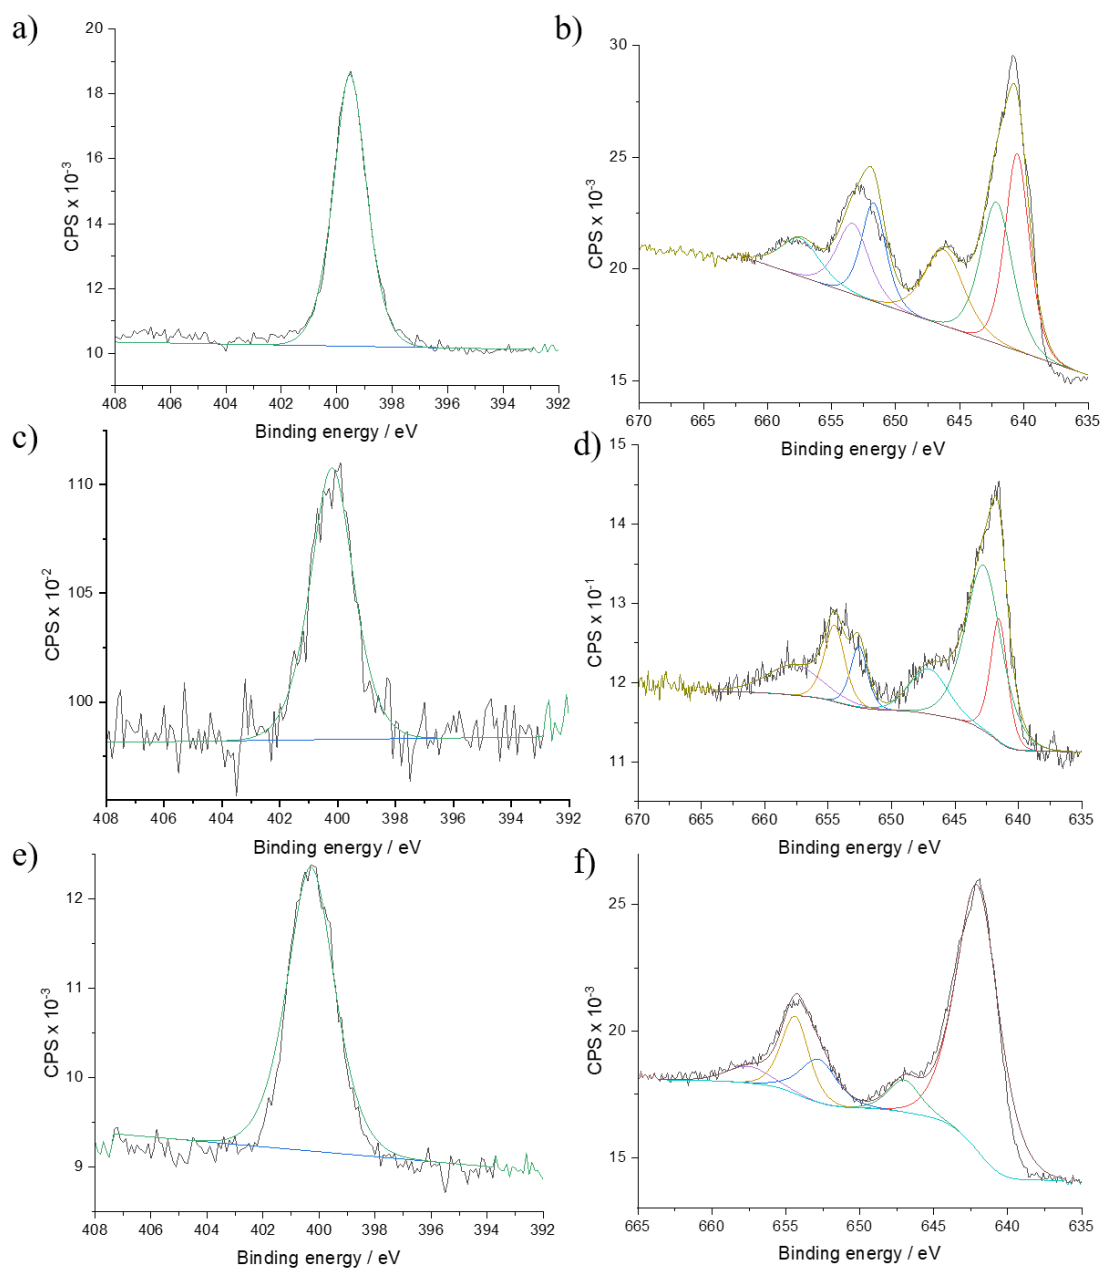 a)
20
18
16
14
12
10
CPS x 10⁻³
408 406 404 402 400 398 396 394 392
Binding energy / eV
b)
30
25
20
15
CPS x 10⁻³
670 665 660 655 650 645 640 635
Binding energy / eV
c)
110
105
100
CPS x 10⁻²
408 406 404 402 400 398 396 394 392
Binding energy / eV
d)
15
14
13
12
11
CPS x 10⁻¹
670 665 660 655 650 645 640 635
Binding energy / eV
e)
12
11
10
9
CPS x 10⁻³
408 406 404 402 400 398 396 394 392
Binding energy / eV
f)
25
20
15
CPS x 10⁻³
665 660 655 650 645 640 635
Binding energy / eV